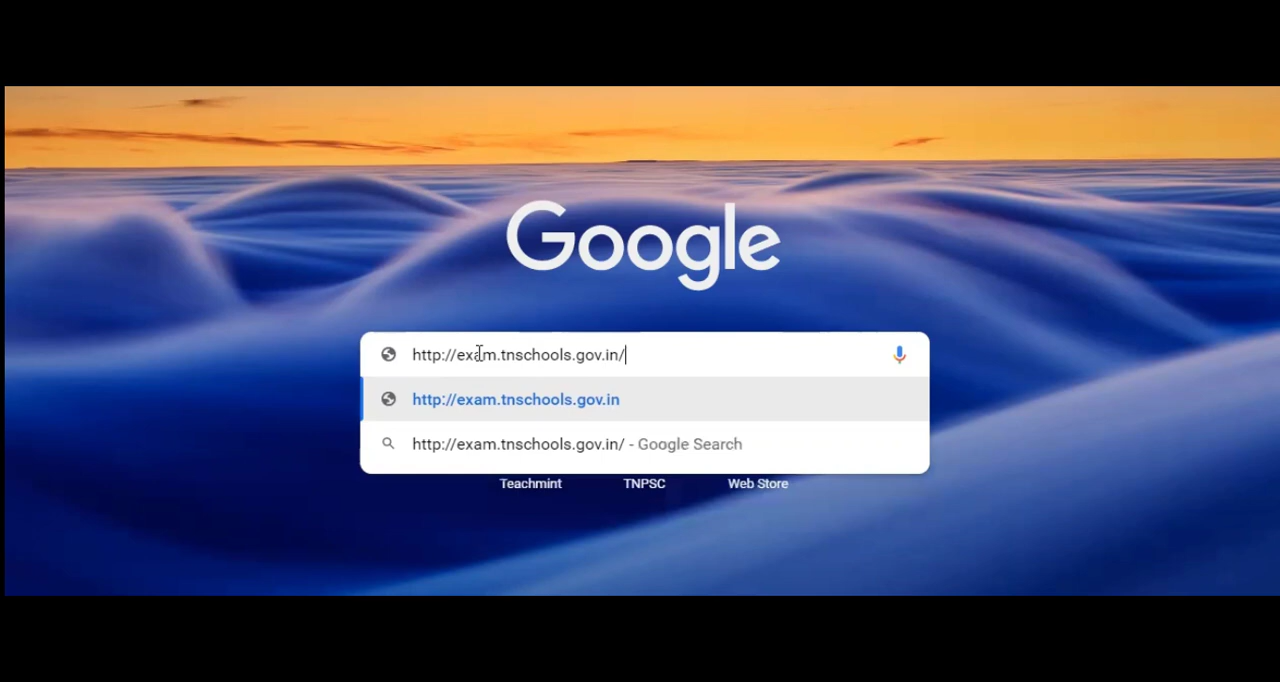 Google
http://exam.tnschools.gov.in/
http://exam.tnschools.gov.in
http://exam.tnschools.gov.in/ - Google Search
Teachmint TNPSC Web Store